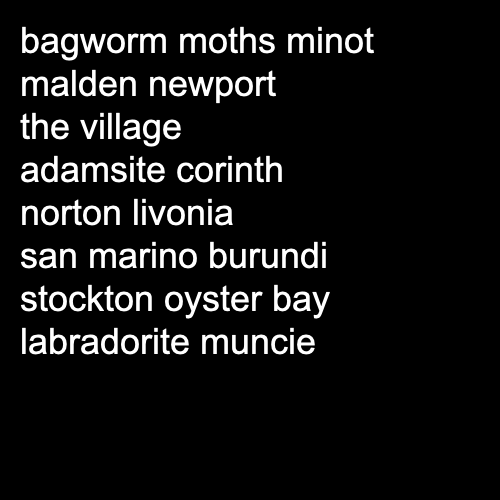 bagworm moths minot
malden newport
the village
adamsite corinth
norton livonia
san marino burundi
stockton oyster bay
labradorite muncie